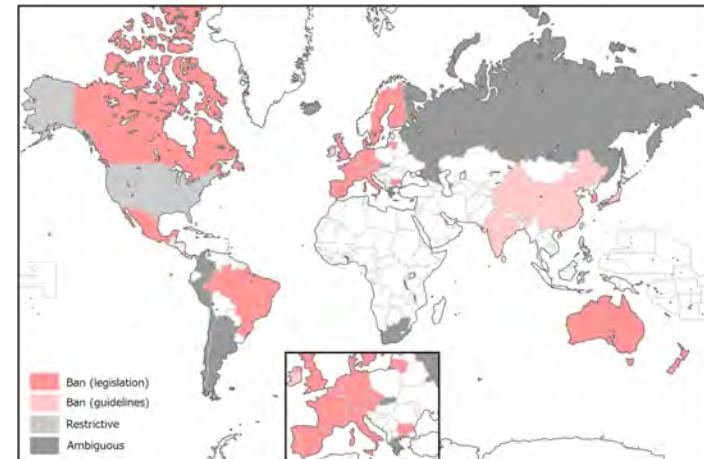 Ban (legislation)
Ban (guidelines)
Restrictive
Ambiguous